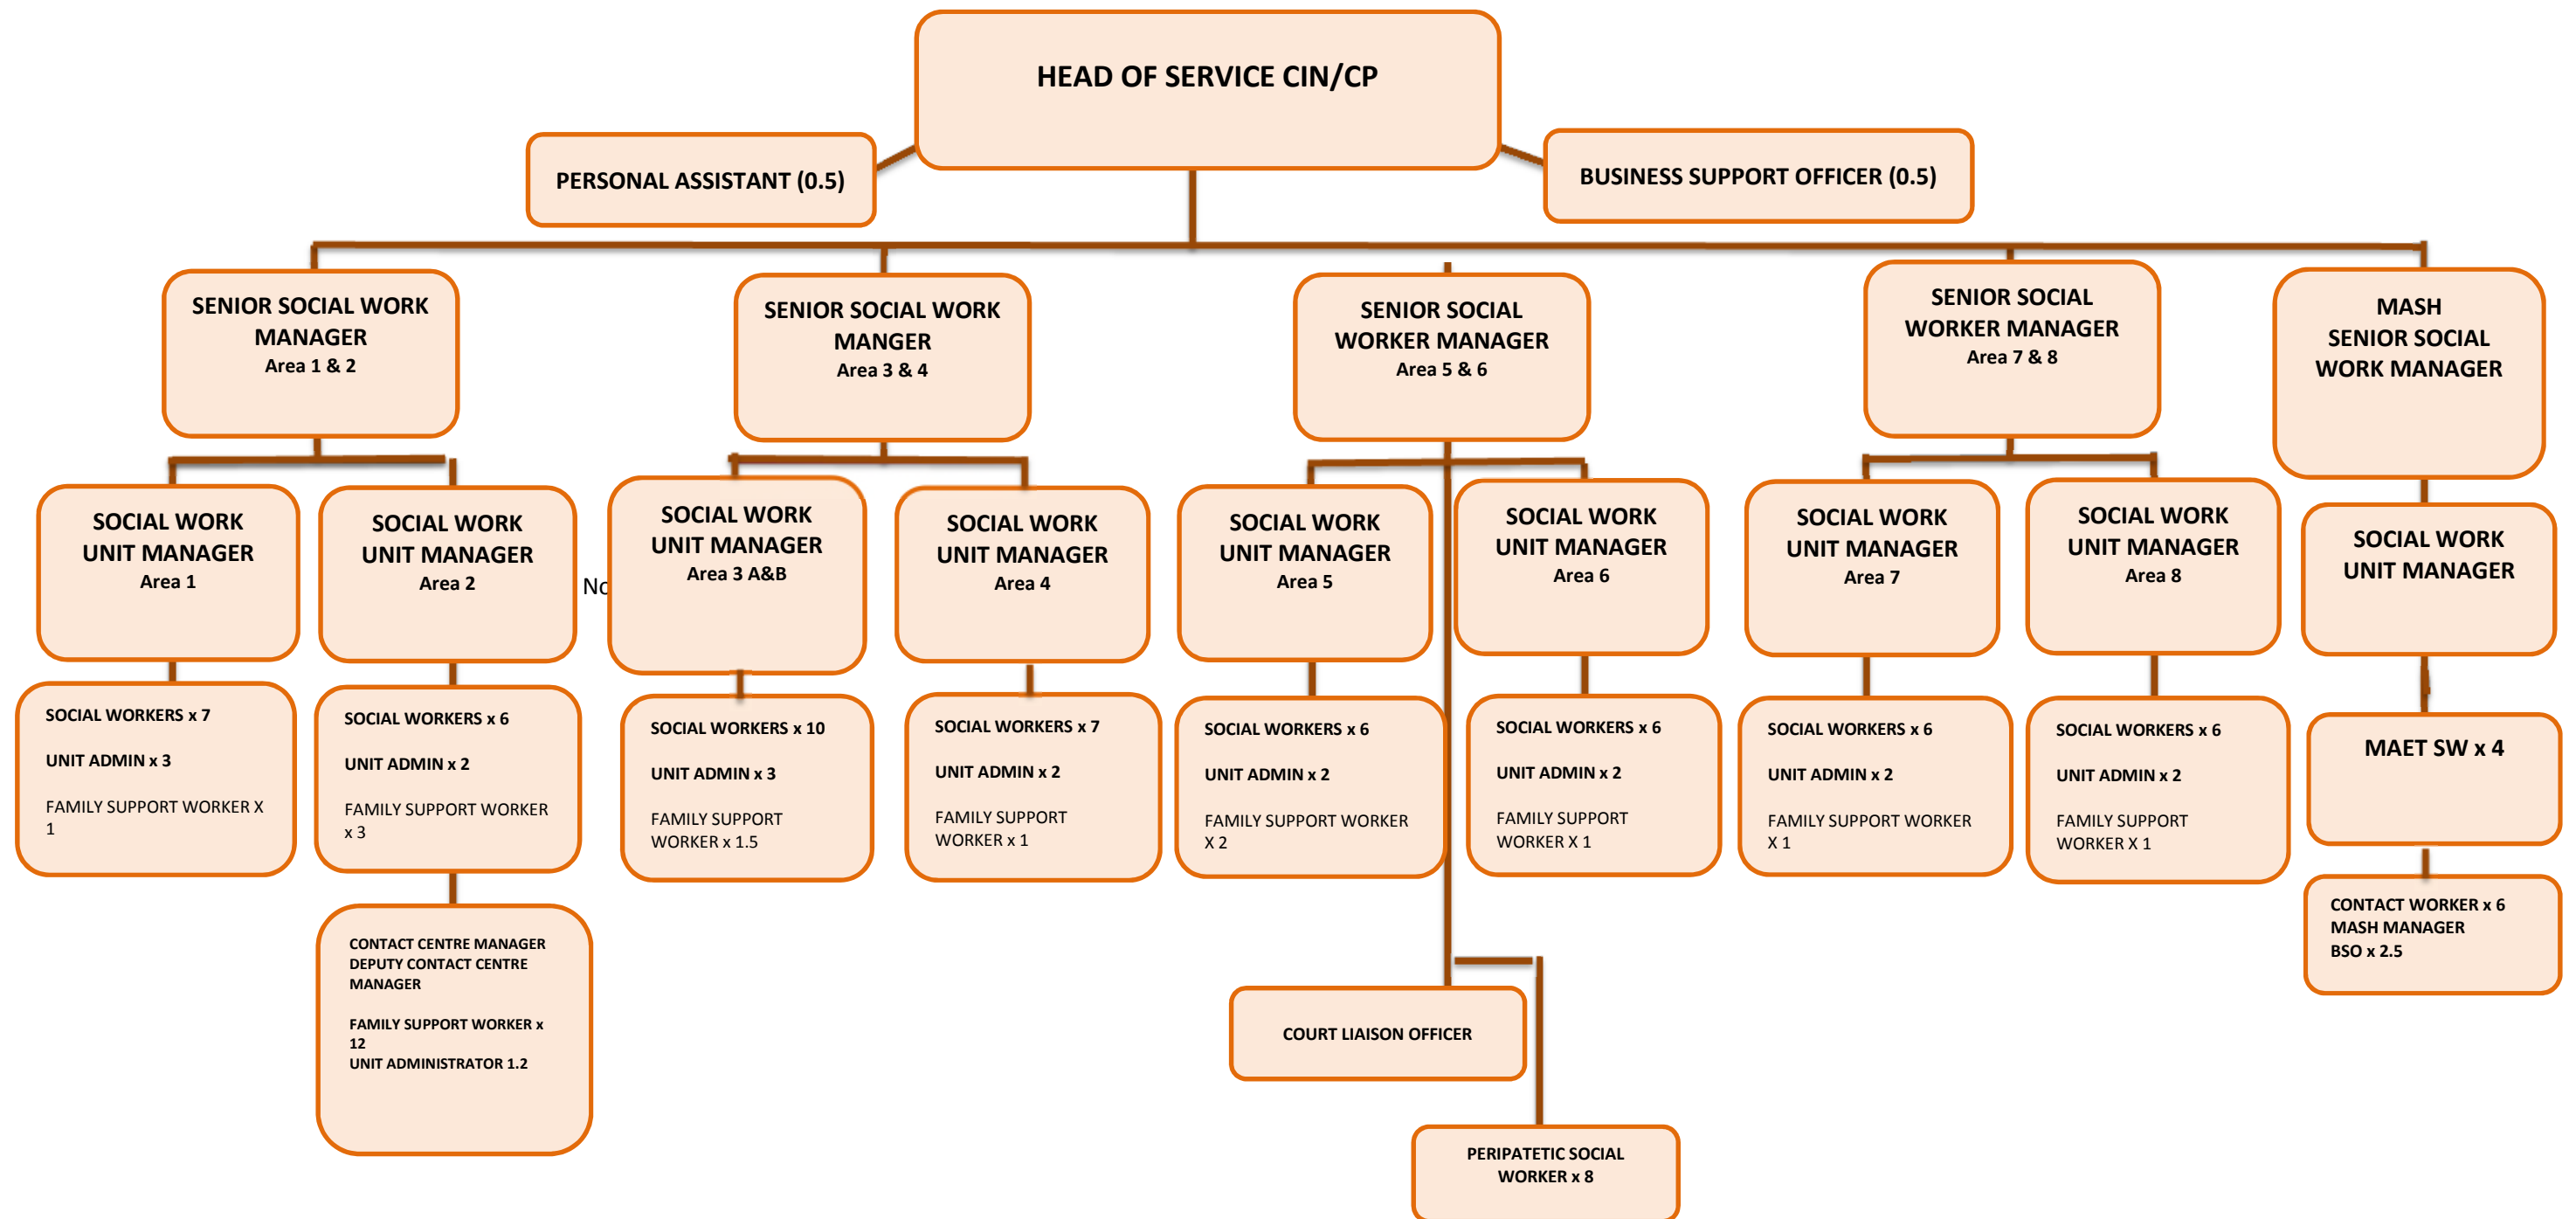 HEAD OF SERVICE CIN/CP
PERSONAL ASSISTANT (0.5)
BUSINESS SUPPORT OFFICER (0.5)
SENIOR SOCIAL WORK
MANAGER
Area 1 & 2
SENIOR SOCIAL WORK
MANGER
Area 3 & 4
SENIOR SOCIAL
WORKER MANAGER
Area 5 & 6
SENIOR SOCIAL
WORKER MANAGER
Area 7 & 8
MASH
SENIOR SOCIAL
WORK MANAGER
SOCIAL WORK
UNIT MANAGER
Area 1
SOCIAL WORK
UNIT MANAGER
Area 2
No
SOCIAL WORK
UNIT MANAGER
Area 3 A&B
SOCIAL WORK
UNIT MANAGER
Area 4
SOCIAL WORK
UNIT MANAGER
Area 5
SOCIAL WORK
UNIT MANAGER
Area 6
SOCIAL WORK
UNIT MANAGER
Area 7
SOCIAL WORK
UNIT MANAGER
Area 8
SOCIAL WORK
UNIT MANAGER
SOCIAL WORKERS x 7
UNIT ADMIN x 3
FAMILY SUPPORT WORKER X
1
SOCIAL WORKERS x 6
UNIT ADMIN x 2
FAMILY SUPPORT WORKER
x 3
SOCIAL WORKERS x 10
UNIT ADMIN x 3
FAMILY SUPPORT
WORKER x 1.5
SOCIAL WORKERS x 7
UNIT ADMIN x 2
FAMILY SUPPORT
WORKER x 1
SOCIAL WORKERS x 6
UNIT ADMIN x 2
FAMILY SUPPORT WORKER
X 2
SOCIAL WORKERS x 6
UNIT ADMIN x 2
FAMILY SUPPORT
WORKER X 1
SOCIAL WORKERS x 6
UNIT ADMIN x 2
FAMILY SUPPORT WORKER
X 1
SOCIAL WORKERS x 6
UNIT ADMIN x 2
FAMILY SUPPORT
WORKER X 1
MAET SW x 4
CONTACT CENTRE MANAGER
DEPUTY CONTACT CENTRE
MANAGER
FAMILY SUPPORT WORKER x
12
UNIT ADMINISTRATOR 1.2
CONTACT WORKER x 6
MASH MANAGER
BSO x 2.5
COURT LIAISON OFFICER
PERIPATETIC SOCIAL
WORKER x 8